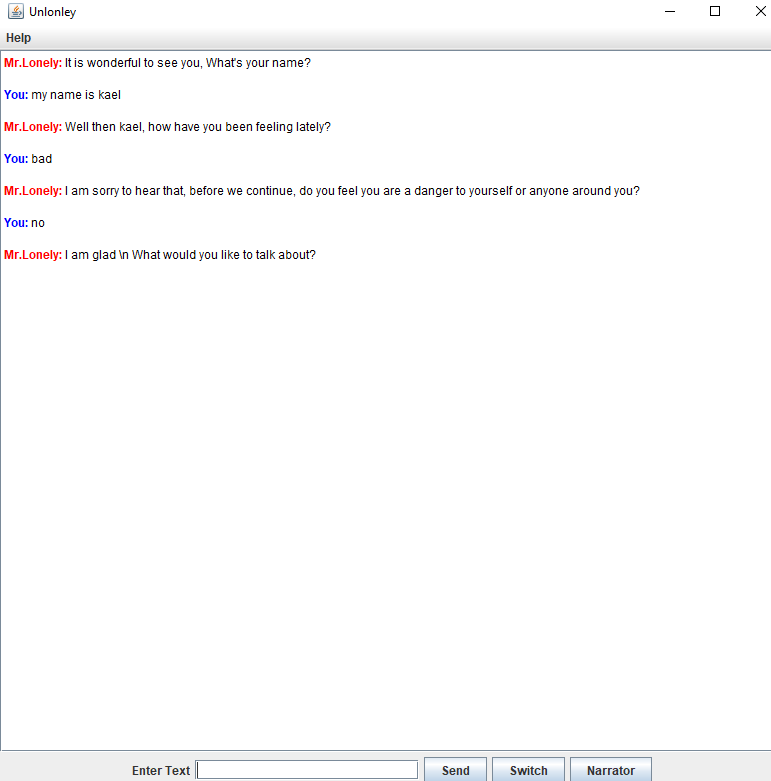 Unlonley
Help
Mr.Lonely: It is wonderful to see you, What's your name?
You: my name is kael
Mr.Lonely: Well then kael, how have you been feeling lately?
You: bad
Mr.Lonely: I am sorry to hear that, before we continue, do you feel you are a danger to yourself or anyone around you?
You: no
Mr.Lonely: I am glad \n What would you like to talk about?
Enter Text Send Switch Narrator